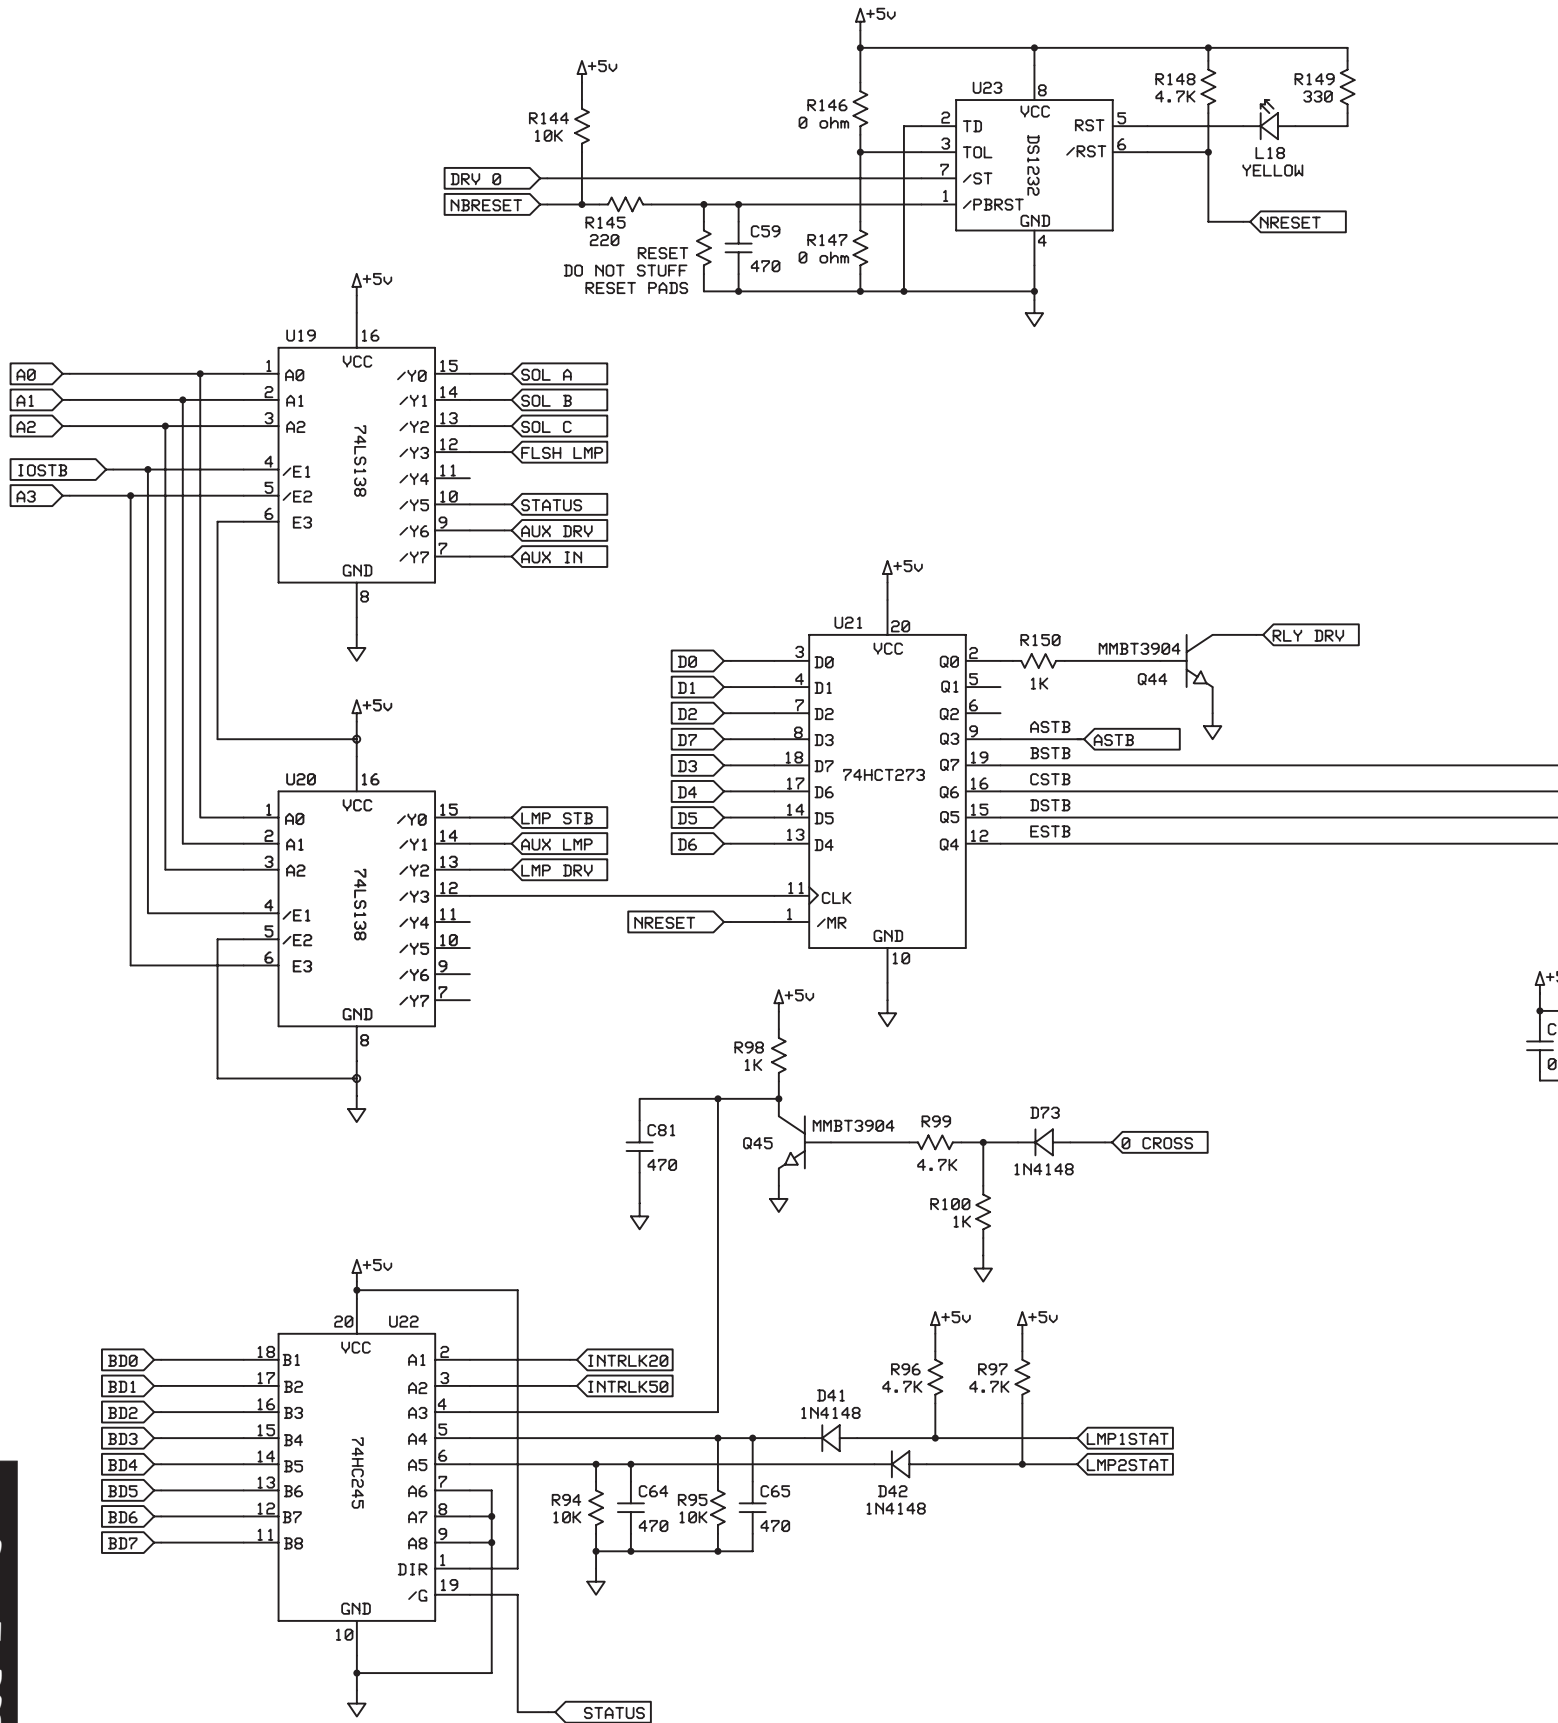 +5v
+5v
R144
10K
R146
0 ohm
U23
8
VCC
R148
4.7K
R149
330
2
TD
RST
5
3
TOL
/RST
6
DS1232
L18
YELLOW
DRV 0
7
/ST
NBRESET
1
/PBRST
R145
220
C59
470
R147
0 ohm
GND
4
NRESET
RESET
DO NOT STUFF
RESET PADS
+5v
U19
16
VCC
A0
1
A0
/Y0
15
SOL A
A1
2
A1
/Y1
14
SOL B
A2
3
A2
/Y2
13
SOL C
74LS138
/Y3
12
FLSH LMP
IOSTB
4
/E1
/Y4
11
A3
5
/E2
/Y5
10
STATUS
6
E3
/Y6
9
AUX DRV
/Y7
7
AUX IN
GND
8
+5v
U21
20
VCC
R150
1K
MMBT3904
Q44
RLY DRV
D0
3
D0
Q0
2
D1
4
D1
Q1
5
D2
7
D2
Q2
6
D7
8
D3
Q3
9
ASTB
ASTB
D3
18
D7
74HCT273
Q7
19
BSTB
D4
17
D6
Q6
16
CSTB
D5
14
D5
Q5
15
DSTB
D6
13
D4
Q4
12
ESTB
11
CLK
NRESET
1
/MR
GND
10
+5v
U20
16
VCC
1
A0
/Y0
15
LMP STB
2
A1
/Y1
14
AUX LMP
3
A2
/Y2
13
LMP DRV
74LS138
/Y3
12
4
/E1
/Y4
11
5
/E2
/Y5
10
6
E3
/Y6
9
/Y7
7
GND
8
+5v
R98
1K
C81
470
Q45
MMBT3904
R99
4.7K
D73
1N4148
0 CROSS
R100
1K
+5v
20
U22
VCC
BD0
18
B1
A1
2
INTRLK20
BD1
17
B2
A2
3
INTRLK50
BD2
16
B3
A3
4
BD3
15
B4
A4
5
BD4
14
B5
A5
6
BD5
13
B6
A6
7
BD6
12
B7
A7
8
BD7
11
B8
A8
9
74HC245
DIR
1
/G
19
GND
10
STATUS
+5v
+5v
R96
4.7K
R97
4.7K
D41
1N4148
LMP1STAT
LMP2STAT
D42
1N4148
R94
10K
C64
470
R95
10K
C65
470